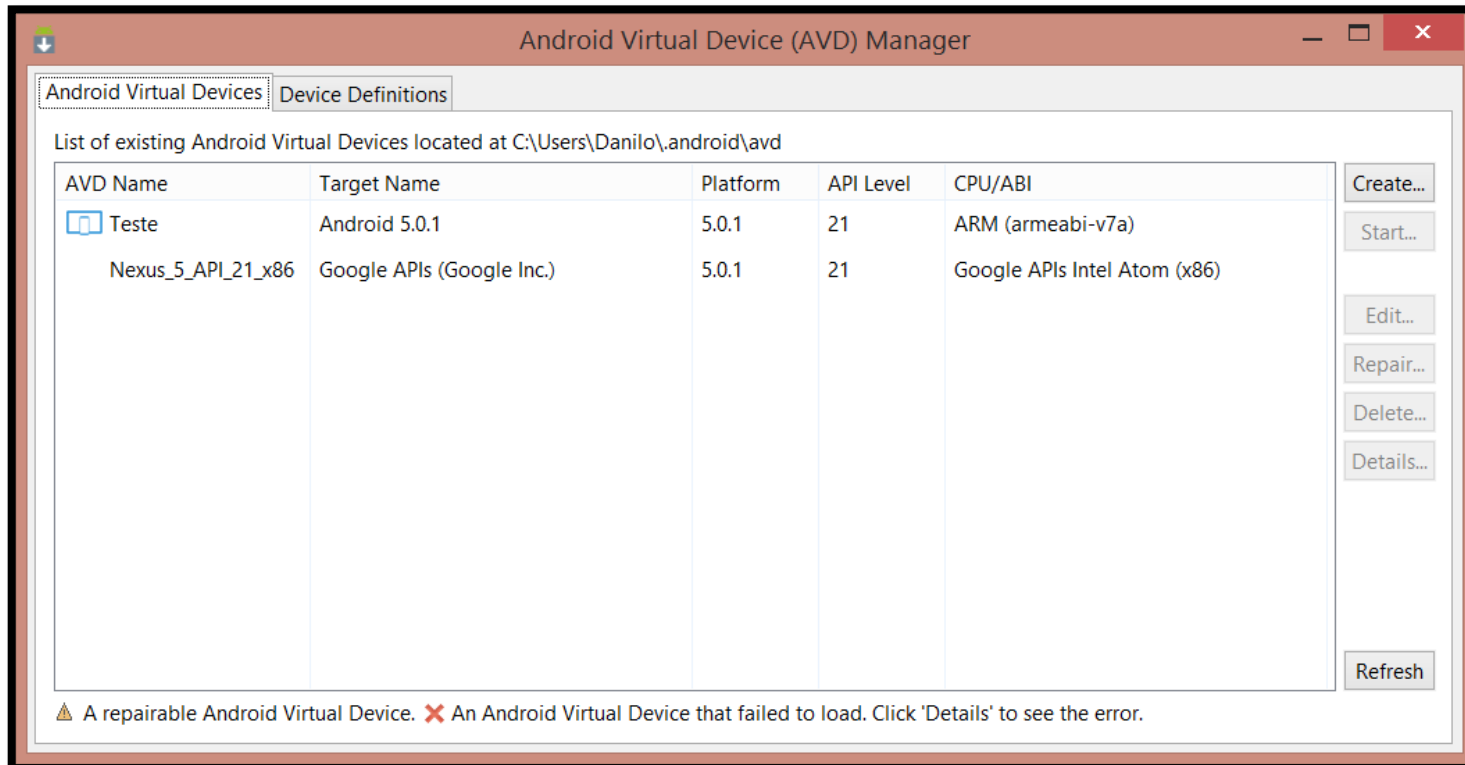 Android Virtual Device (AVD) Manager
Android Virtual Devices Device Definitions
List of existing Android Virtual Devices located at C:\Users\Danilo\.android\avd
AVD Name Target Name Platform API Level CPU/ABI
Teste Android 5.0.1 5.0.1 21 ARM (armeabi-v7a)
Nexus_5_API_21_x86 Google APIs (Google Inc.) 5.0.1 21 Google APIs Intel Atom (x86)
Create...
Start...
Edit...
Repair...
Delete...
Details...
Refresh
A repairable Android Virtual Device. An Android Virtual Device that failed to load. Click 'Details' to see the error.